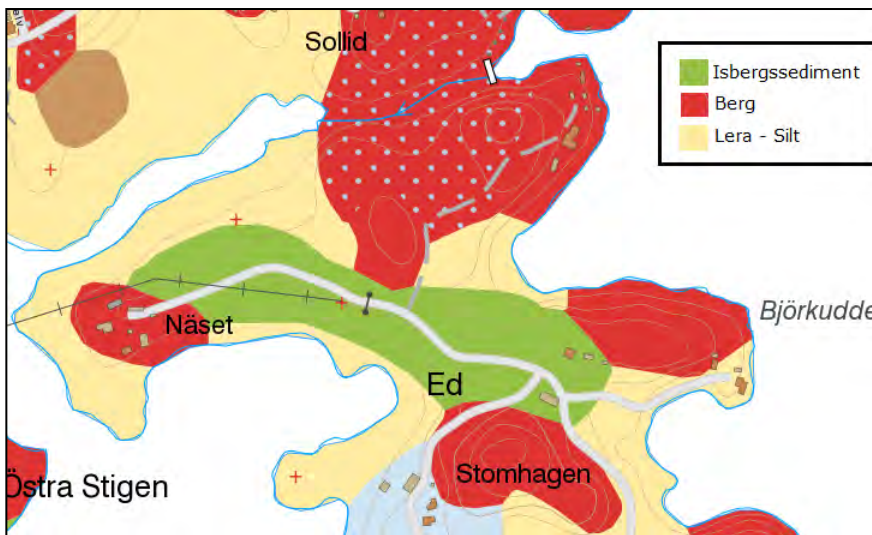 Sollid
Isbergssediment
Berg
Lera - Silt
Näset
Björkudde
Ed
Stomhagen
Östra Stigen